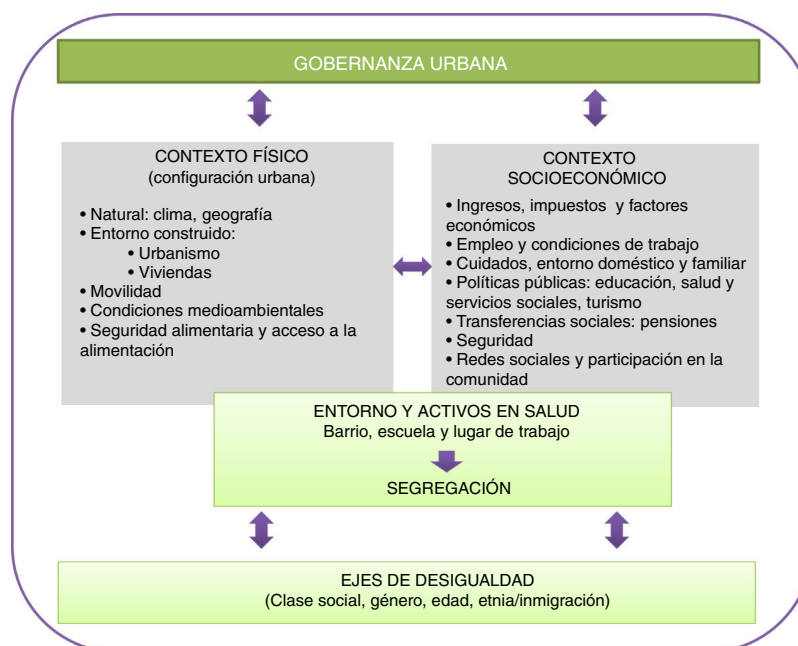 GOBERNANZA URBANA
CONTEXTO FÍSICO
(configuración urbana)
• Natural: clima, geografía
• Entorno construido:
• Urbanismo
• Viviendas
• Movilidad
• Condiciones medioambientales
• Seguridad alimentaria y acceso a la
alimentación
CONTEXTO
SOCIOECONÓMICO
• Ingresos, impuestos y factores
económicos
• Empleo y condiciones de trabajo
• Cuidados, entorno doméstico y familiar
• Políticas públicas: educación, salud y
servicios sociales, turismo
• Transferencias sociales: pensiones
• Seguridad
• Redes sociales y participación en la
comunidad
ENTORNO Y ACTIVOS EN SALUD
Barrio, escuela y lugar de trabajo
SEGREGACIÓN
EJES DE DESIGUALDAD
(Clase social, género, edad, etnia/inmigración)